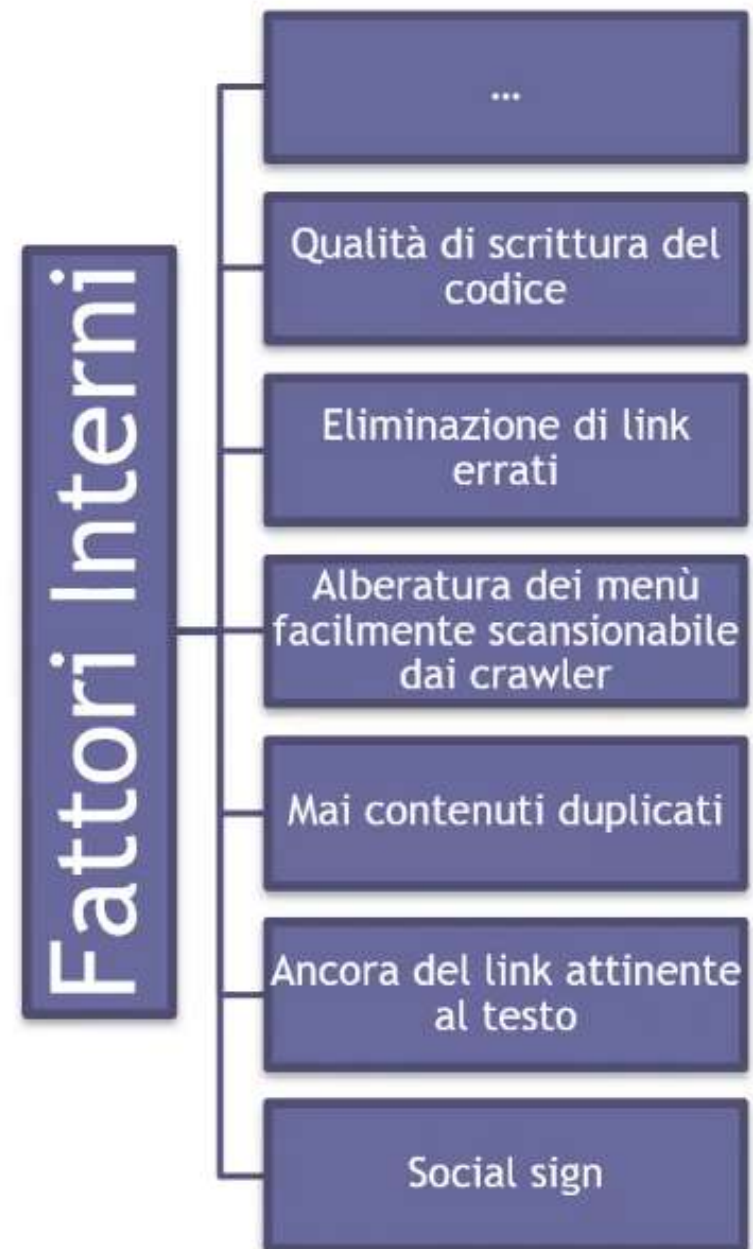 Fattori Interni
...
Qualità di scrittura del
codice
Eliminazione di link
errati
Alberatura dei menù
facilmente scansionabile
dai crawler
Mai contenuti duplicati
Ancora del link attinente
al testo
Social sign